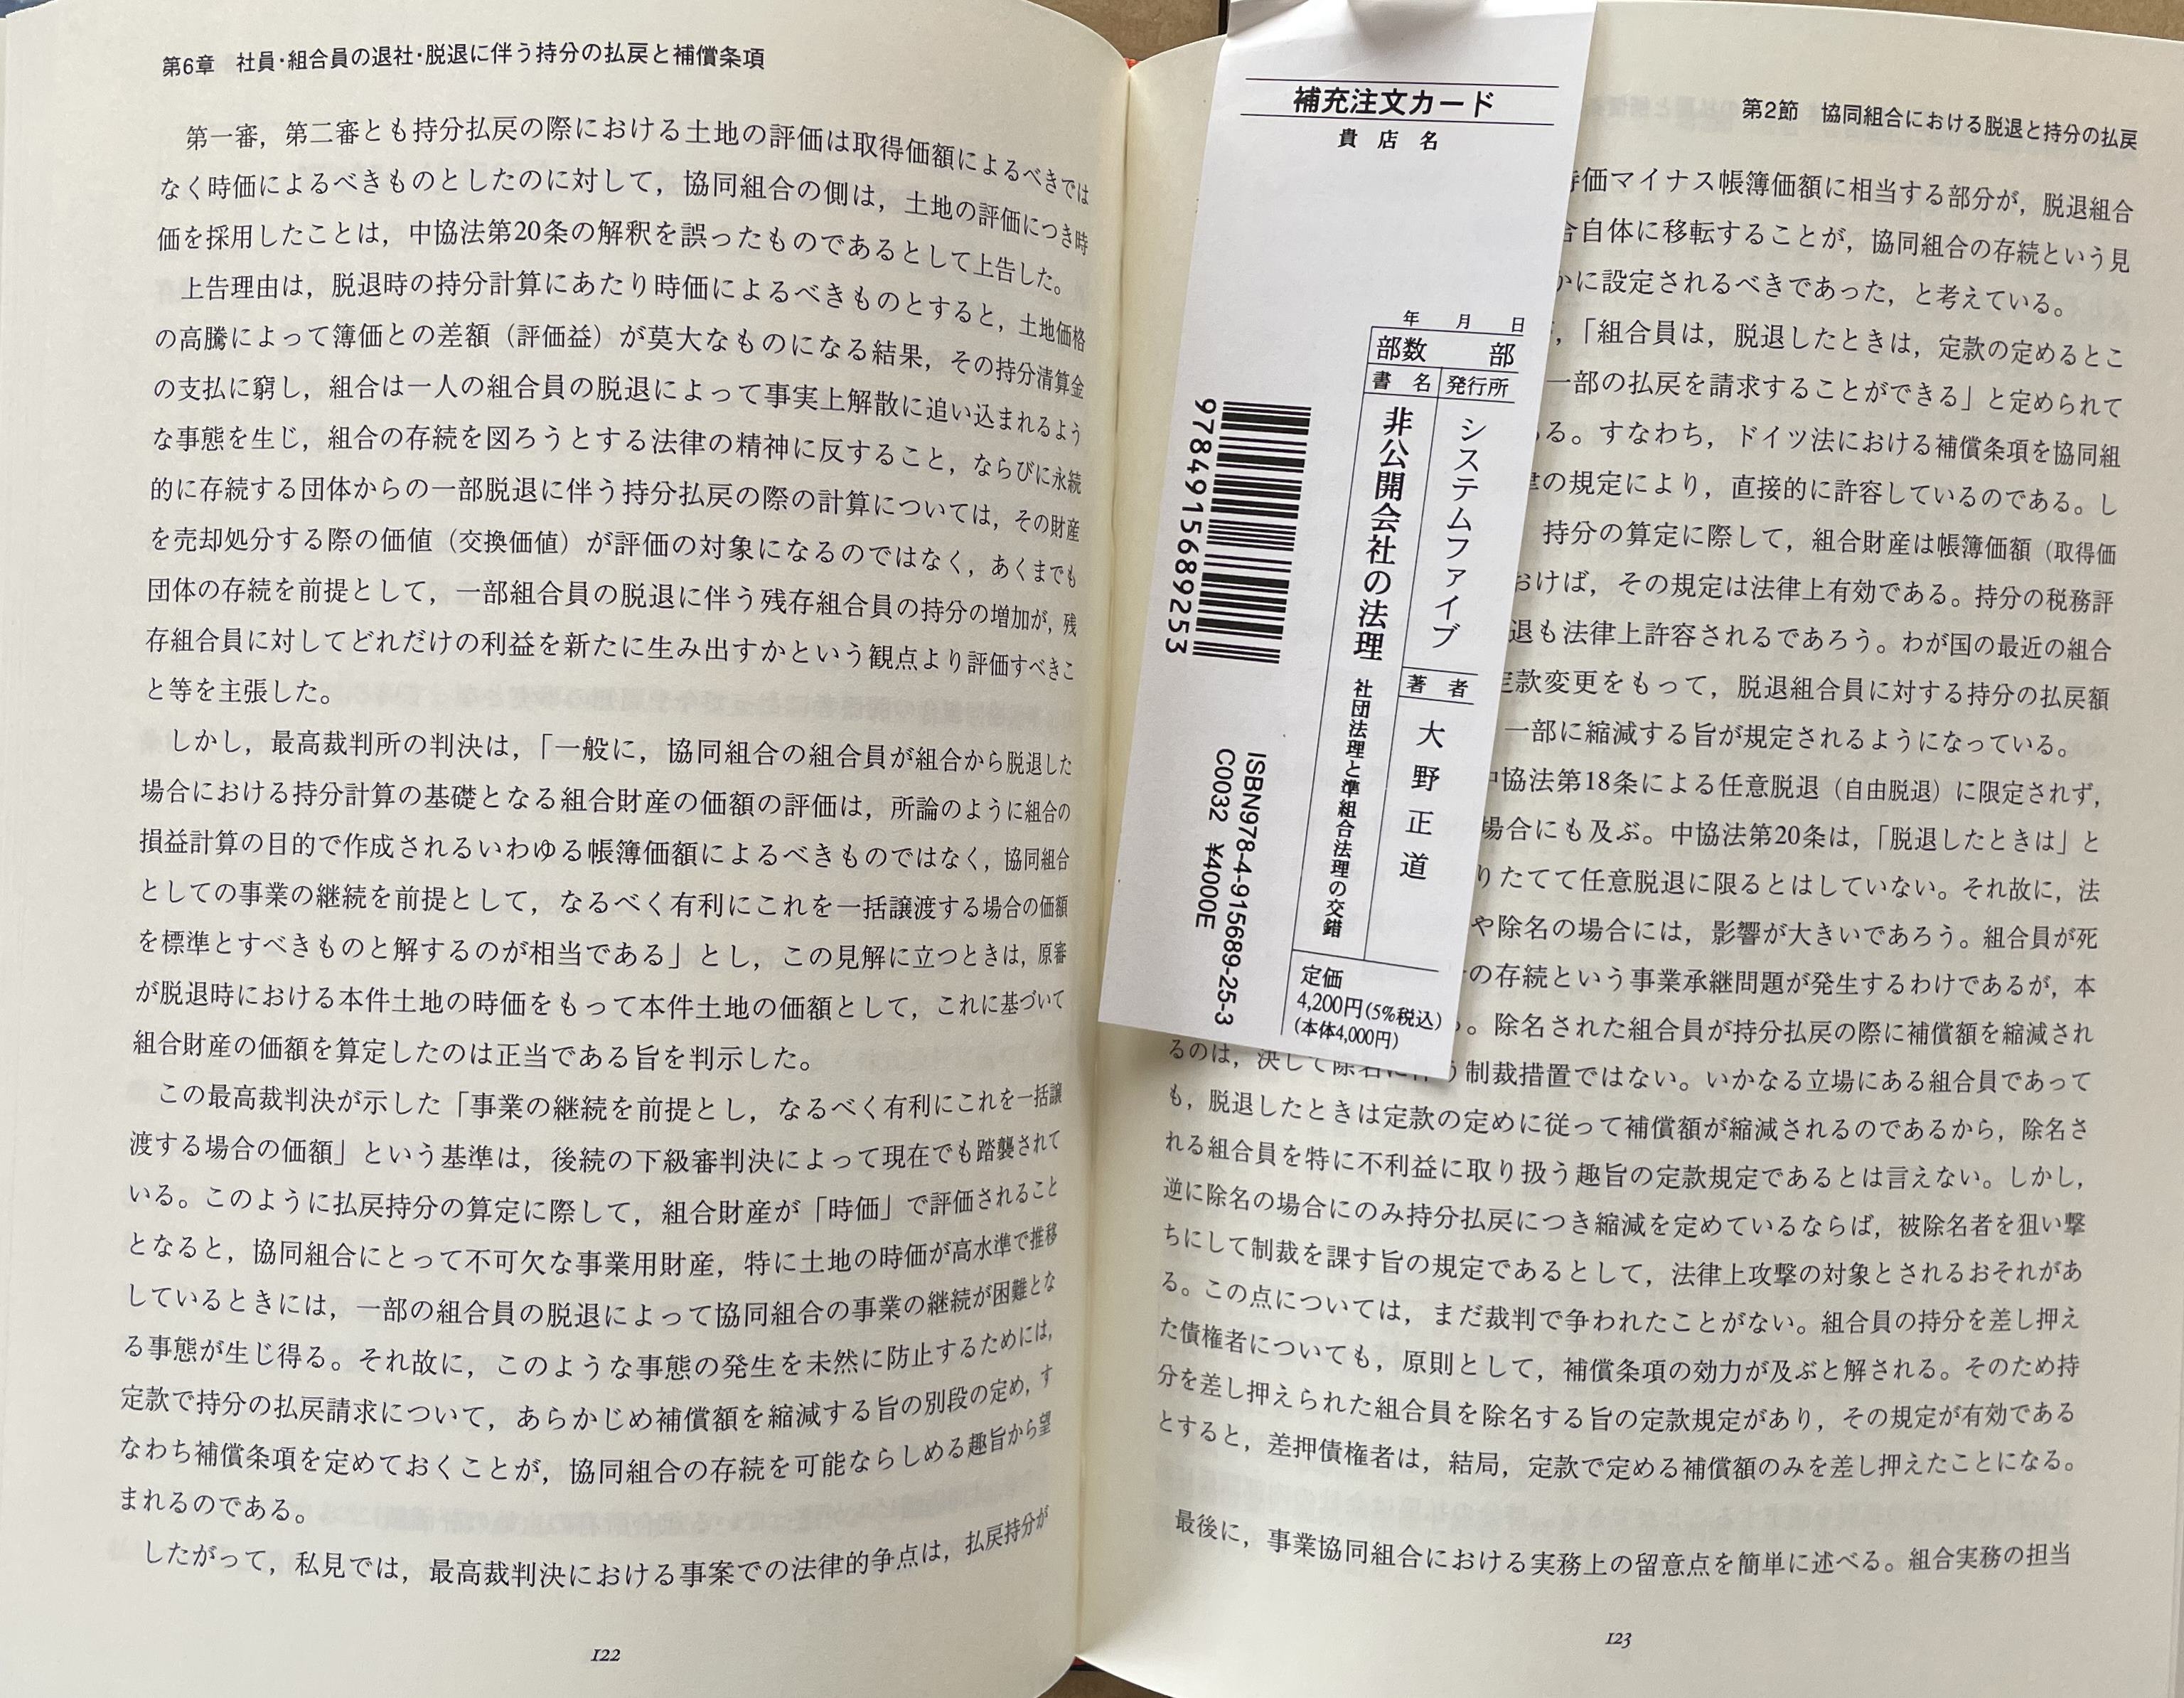 第6章　社員・組合員の退社・脱退に伴う持分の払戻と補償条項
第一審，第二審とも持分払戻の際における土地の評価は取得価額によるべきでは
なく時価によるべきものとしたのに対して，協同組合の側は，土地の評価につき時
価を採用したことは，中協法第20条の解釈を誤ったものであるとして上告した。
上告理由は，脱退時の持分計算にあたり時価によるべきものとすると，土地価格
の高騰によって簿価との差額（評価益）が莫大なものになる結果，その持分清算金
の支払に窮し，組合は一人の組合員の脱退によって事実上解散に追い込まれるよう
な事態を生じ，組合の存続を図ろうとする法律の精神に反すること，ならびに永続
的に存続する団体からの一部脱退に伴う持分払戻の際の計算については，その財産
を売却処分する際の価値（交換価値）が評価の対象になるのではなく，あくまでも
団体の存続を前提として，一部組合員の脱退に伴う残存組合員の持分の増加が，残
存組合員に対してどれだけの利益を新たに生み出すかという観点より評価すべきこ
と等を主張した。
しかし，最高裁判所の判決は，「一般に，協同組合の組合員が組合から脱退した
場合における持分計算の基礎となる組合財産の価額の評価は，所論のように組合の
損益計算の目的で作成されるいわゆる帳簿価額によるべきものではなく，協同組合
としての事業の継続を前提として，なるべく有利にこれを一括譲渡する場合の価額
を標準とすべきものと解するのが相当である」とし，この見解に立つときは，原審
が脱退時における本件土地の時価をもって本件土地の価額として，これに基づいて
組合財産の価額を算定したのは正当である旨を判示した。
この最高裁判決が示した「事業の継続を前提とし，なるべく有利にこれを一括譲
渡する場合の価額」という基準は，後続の下級審判決によって現在でも踏襲されて
いる。このように払戻持分の算定に際して，組合財産が「時価」で評価されること
となると，協同組合にとって不可欠な事業用財産，特に土地の時価が高水準で推移
しているときには，一部の組合員の脱退によって協同組合の事業の継続が困難とな
る事態が生じ得る。それ故に，このような事態の発生を未然に防止するためには，
定款で持分の払戻請求について，あらかじめ補償額を縮減する旨の別段の定め，す
なわち補償条項を定めておくことが，協同組合の存続を可能ならしめる趣旨から望
まれるのである。
したがって，私見では，最高裁判決における事案での法律的争点は，払戻持分が
122
補充注文カード
貴店名
年　月　日
部数　部
書名
非公開会社の法理
社団法理と準組合法理の交錯
発行所
システムファイブ
著者
大野正道
定価
4,200円（5%税込）
（本体4,000円）
9784915689253
ISBN978-4-915689-25-3
C0032 ¥4000E
第2節　協同組合における脱退と持分の払戻
価マイナス帳簿価額に相当する部分が，脱退組合
自体に移転することが，協同組合の存続という見
に設定されるべきであった，と考えている。
，「組合員は，脱退したときは，定款の定めるとこ
一部の払戻を請求することができる」と定められて
る。すなわち，ドイツ法における補償条項を協同組
の規定により，直接的に許容しているのである。し
持分の算定に際して，組合財産は帳簿価額（取得価
おけば，その規定は法律上有効である。持分の税務評
退も法律上許容されるであろう。わが国の最近の組合
款変更をもって，脱退組合員に対する持分の払戻額
一部に縮減する旨が規定されるようになっている。
中協法第18条による任意脱退（自由脱退）に限定されず，
場合にも及ぶ。中協法第20条は，「脱退したときは」と
りたてて任意脱退に限るとはしていない。それ故に，法
や除名の場合には，影響が大きいであろう。組合員が死
の存続という事業承継問題が発生するわけであるが，本
。除名された組合員が持分払戻の際に補償額を縮減され
るのは，決して除名に伴う制裁措置ではない。いかなる立場にある組合員であって
も，脱退したときは定款の定めに従って補償額が縮減されるのであるから，除名さ
れる組合員を特に不利益に取り扱う趣旨の定款規定であるとは言えない。しかし，
逆に除名の場合にのみ持分払戻につき縮減を定めているならば，被除名者を狙い撃
ちにして制裁を課す旨の規定であるとして，法律上攻撃の対象とされるおそれがあ
る。この点については，まだ裁判で争われたことがない。組合員の持分を差し押え
た債権者についても，原則として，補償条項の効力が及ぶと解される。そのため持
分を差し押えられた組合員を除名する旨の定款規定があり，その規定が有効である
とすると，差押債権者は，結局，定款で定める補償額のみを差し押えたことになる。
最後に，事業協同組合における実務上の留意点を簡単に述べる。組合実務の担当
123